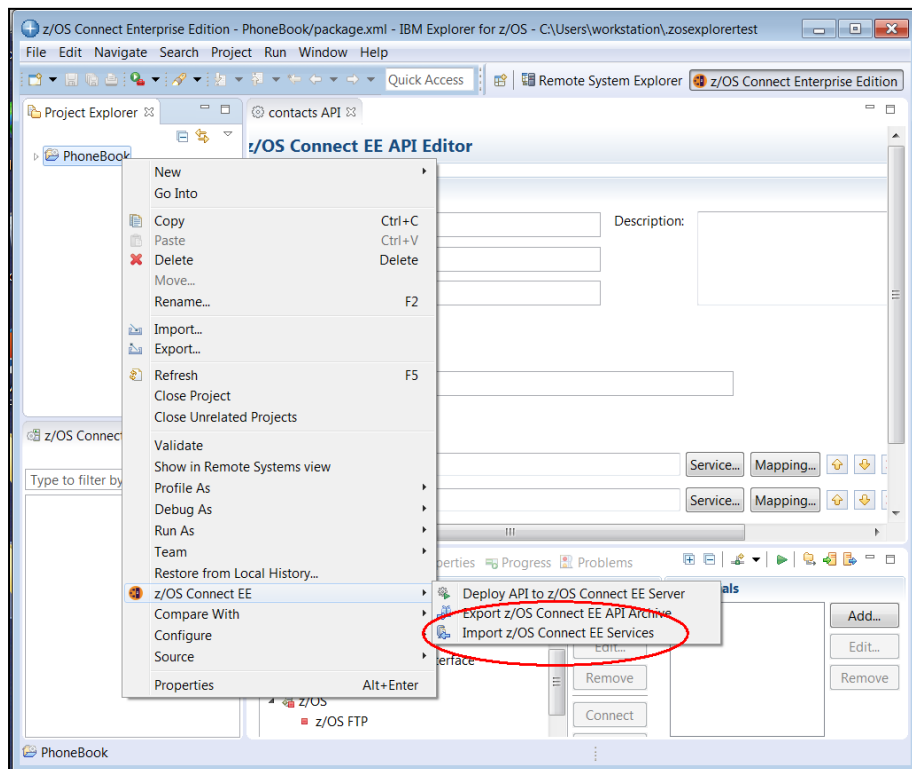 z/OS Connect Enterprise Edition - PhoneBook/package.xml - IBM Explorer for z/OS - C:\Users\workstation\.zosexplorertest
File Edit Navigate Search Project Run Window Help
Quick Access Remote System Explorer z/OS Connect Enterprise Edition
Project Explorer contacts API
z/OS Connect EE API Editor
PhoneBook
New
Go Into
Copy Ctrl+C Description:
Paste Ctrl+V
Delete Delete
Move...
Rename... F2
Import...
Export...
Refresh F5
Close Project
Close Unrelated Projects
z/OS Connect
Validate
Show in Remote Systems view Service... Mapping...
Type to filter by Profile As
Debug As Service... Mapping...
Run As
Team perties Progress Problems
Restore from Local History...
z/OS Connect EE Deploy API to z/OS Connect EE Server als
Compare With Export z/OS Connect EE API Archive Add...
Configure Import z/OS Connect EE Services
Edit... Edit...
Source terface
Properties Alt+Enter Remove Remove
z/OS
z/OS FTP Connect
PhoneBook